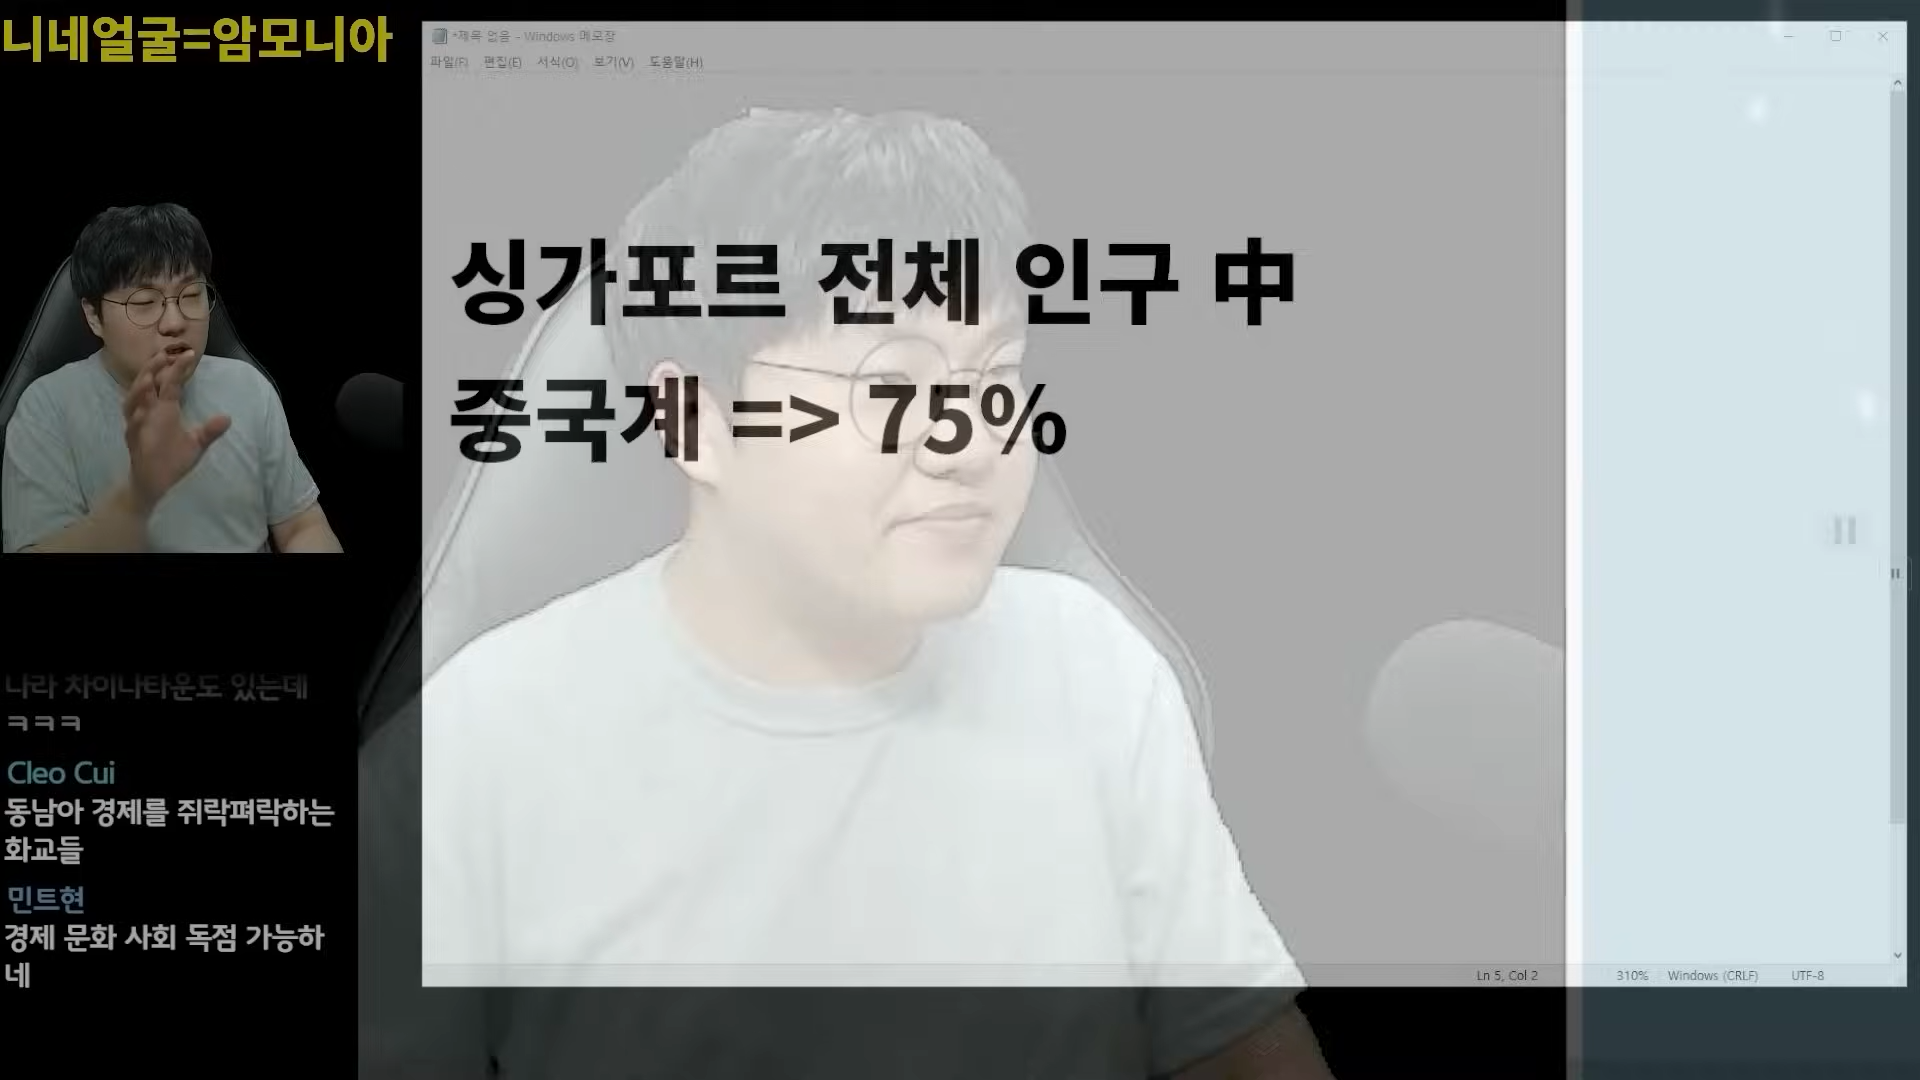 니네얼굴=암모니아
*제목 없음 - Windows 메모장
파일(F) 편집(E) 서식(O) 보기(V) 도움말(H)
싱가포르 전체 인구 中
중국계 => 75%
나라 차이나타운도 있는데
ㅋㅋㅋ
Cleo Cui
동남아 경제를 쥐락펴락하는
화교들
민트현
경제 문화 사회 독점 가능하
네
Ln 5, Col 2 310% Windows (CRLF) UTF-8